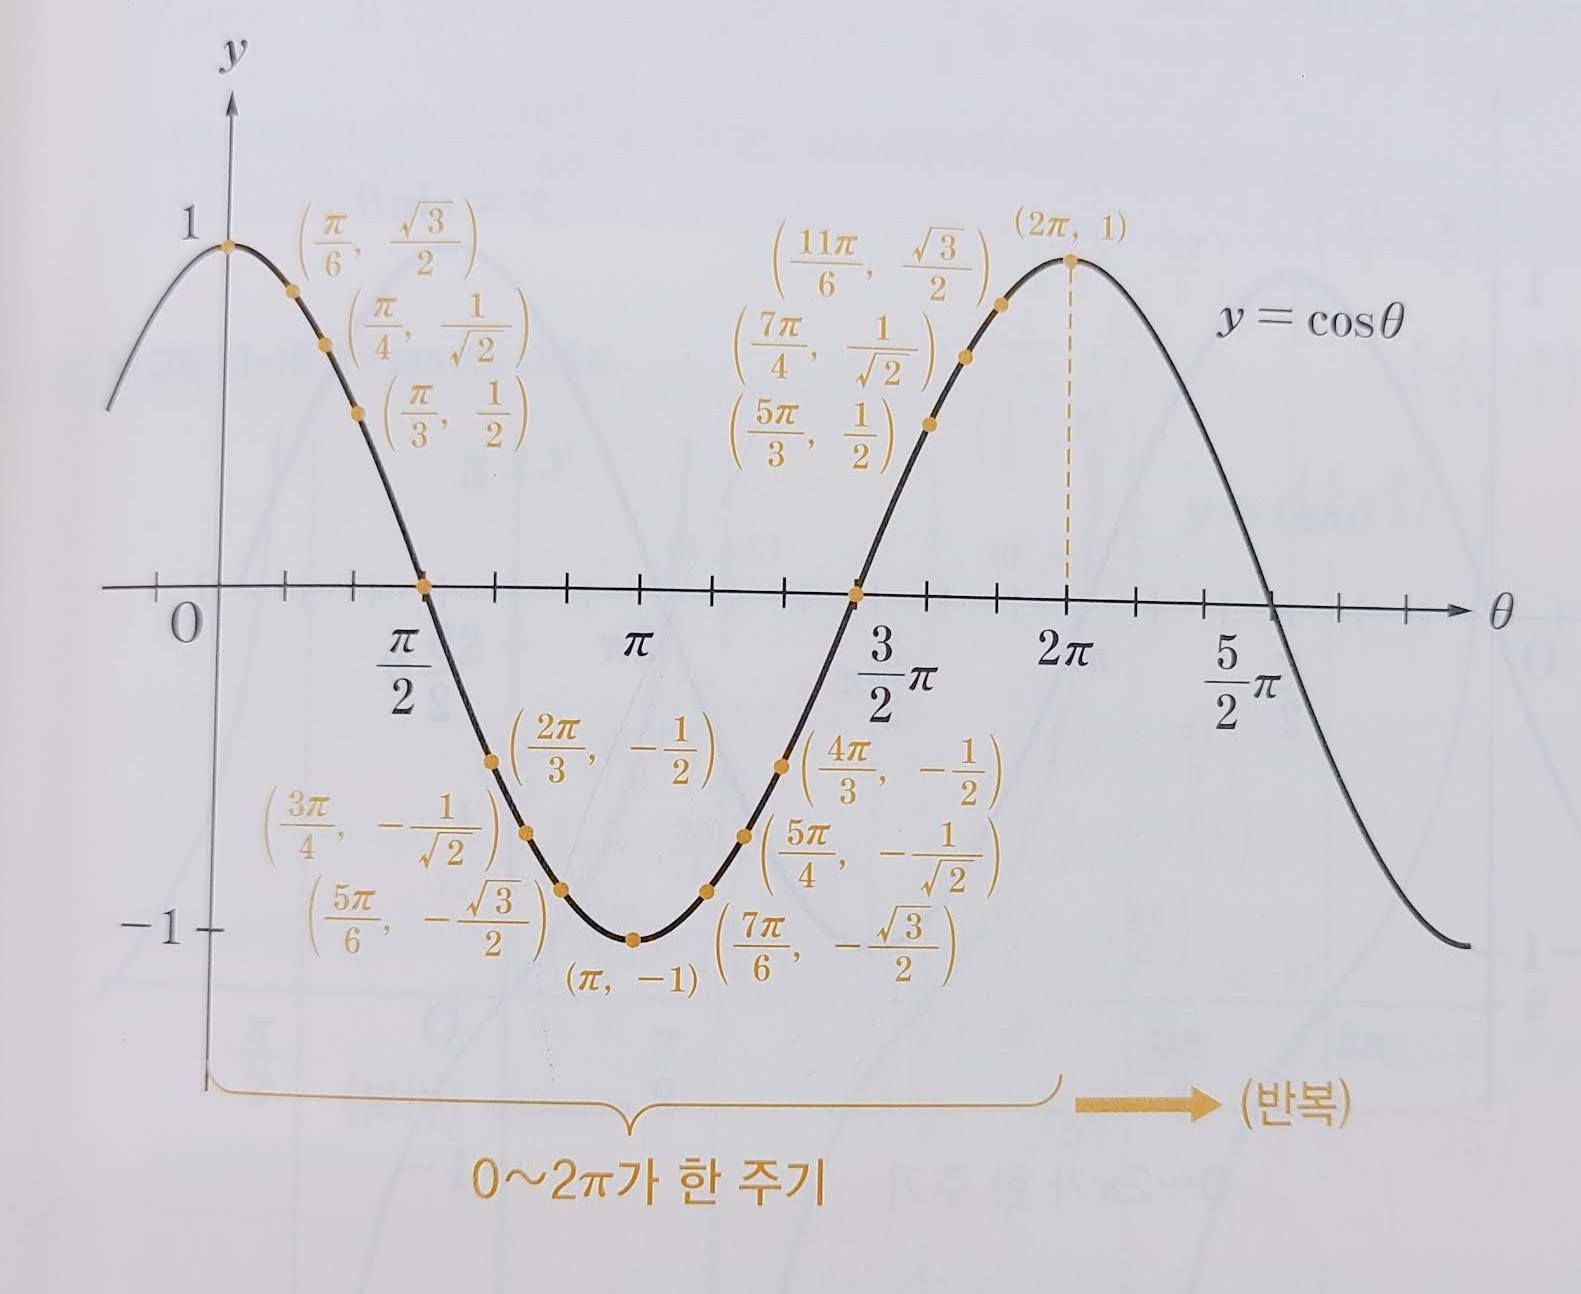 y
1
(π/6, √3/2)
(π/4, 1/√2)
(π/3, 1/2)
(11π/6, √3/2)
(2π, 1)
(7π/4, 1/√2)
(5π/3, 1/2)
y=cosθ
O
π/2
π
3/2 π
2π
5/2 π
θ
(2π/3, −1/2)
(3π/4, −1/√2)
(5π/6, −√3/2)
(4π/3, −1/2)
(5π/4, −1/√2)
(7π/6, −√3/2)
−1
(π, −1)
(반복)
0~2π가 한 주기